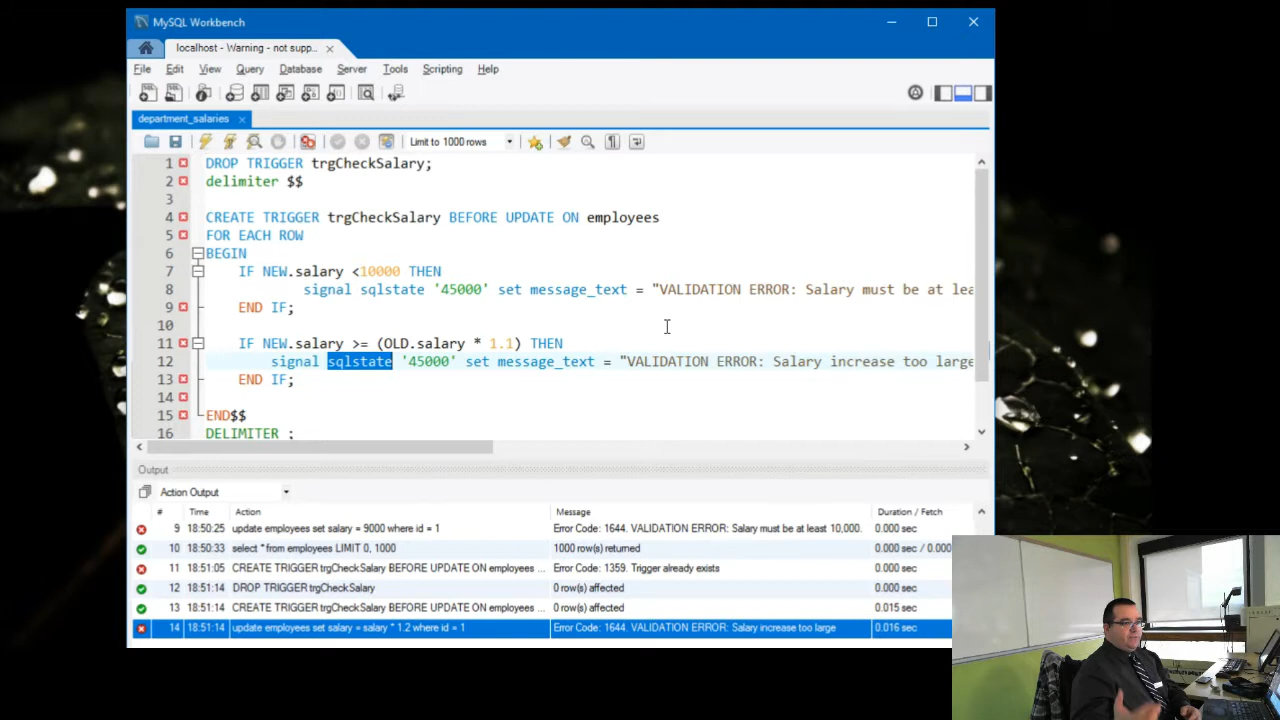 MySQL Workbench
localhost - Warning - not supp...
File Edit View Query Database Server Tools Scripting Help
department_salaries
Limit to 1000 rows
1 DROP TRIGGER trgCheckSalary;
2 delimiter $$
3
4 CREATE TRIGGER trgCheckSalary BEFORE UPDATE ON employees
5 FOR EACH ROW
6 BEGIN
7 IF NEW.salary <10000 THEN
8 signal sqlstate '45000' set message_text = "VALIDATION ERROR: Salary must be at lea
9 END IF;
10
11 IF NEW.salary >= (OLD.salary * 1.1) THEN
12 signal sqlstate '45000' set message_text = "VALIDATION ERROR: Salary increase too large
13 END IF;
14
15 END$$
16 DELIMITER ;
Output
Action Output
# Time Action Message Duration / Fetch
9 18:50:25 update employees set salary = 9000 where id = 1 Error Code: 1644. VALIDATION ERROR: Salary must be at least 10,000. 0.000 sec
10 18:50:33 select * from employees LIMIT 0, 1000 1000 row(s) returned 0.000 sec / 0.000
11 18:51:05 CREATE TRIGGER trgCheckSalary BEFORE UPDATE ON employees ... Error Code: 1359. Trigger already exists 0.000 sec
12 18:51:14 DROP TRIGGER trgCheckSalary 0 row(s) affected 0.000 sec
13 18:51:14 CREATE TRIGGER trgCheckSalary BEFORE UPDATE ON employees ... 0 row(s) affected 0.015 sec
14 18:51:14 update employees set salary = salary * 1.2 where id = 1 Error Code: 1644. VALIDATION ERROR: Salary increase too large 0.016 sec